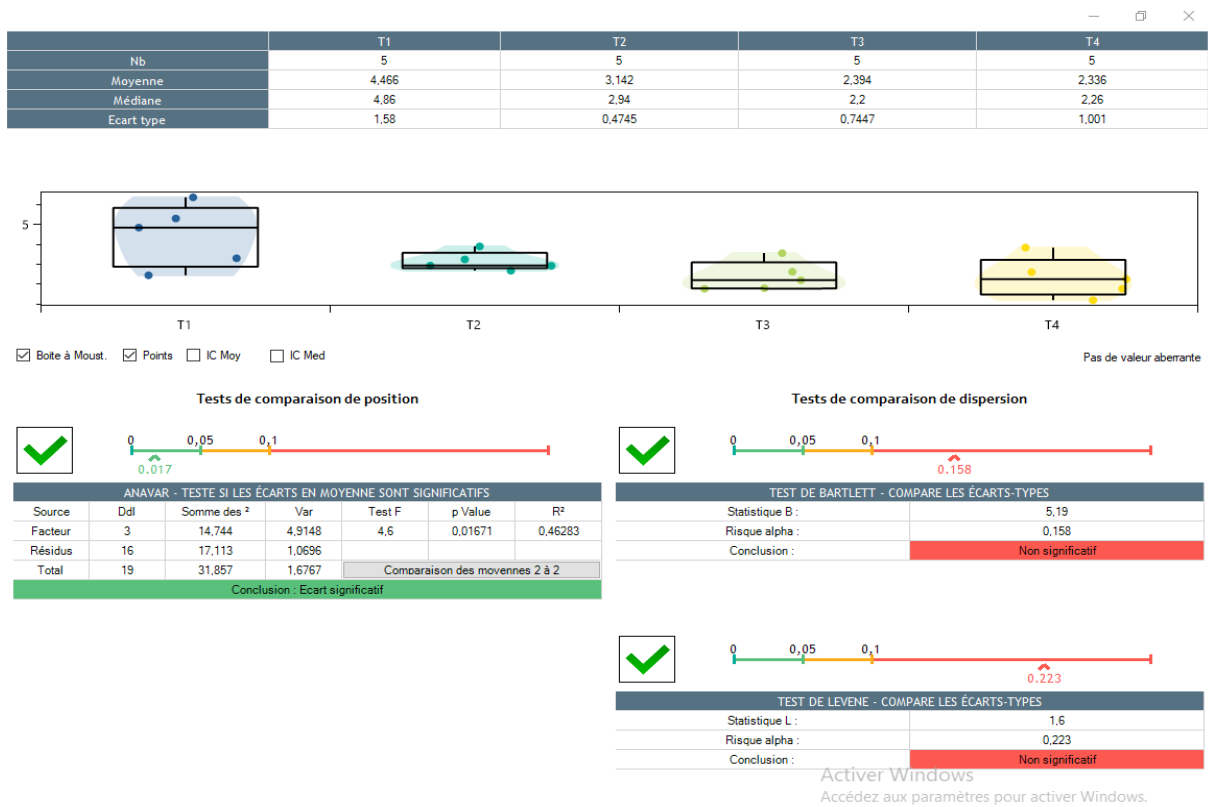 T1 T2 T3 T4
Nb 5 5 5 5
Moyenne 4,466 3,142 2,394 2,336
Médiane 4,86 2,94 2,2 2,26
Ecart type 1,58 0,4745 0,7447 1,001
5
T1 T2 T3 T4
Boite à Moust. Points IC Moy IC Med Pas de valeur aberrante
Tests de comparaison de position
0 0,05 0,1
0.017
ANAVAR - TESTE SI LES ÉCARTS EN MOYENNE SONT SIGNIFICATIFS
Source Ddl Somme des ² Var Test F p Value R²
Facteur 3 14,744 4,9148 4,6 0,01671 0,46283
Résidus 16 17,113 1,0696
Total 19 31,857 1,6767 Comparaison des moyennes 2 à 2
Conclusion : Ecart significatif
Tests de comparaison de dispersion
0 0,05 0,1
0.158
TEST DE BARTLETT - COMPARE LES ÉCARTS-TYPES
Statistique B : 5,19
Risque alpha : 0,158
Conclusion : Non significatif
0 0,05 0,1
0.223
TEST DE LEVENE - COMPARE LES ÉCARTS-TYPES
Statistique L : 1,6
Risque alpha : 0,223
Conclusion : Non significatif
Activer Windows
Accédez aux paramètres pour activer Windows.